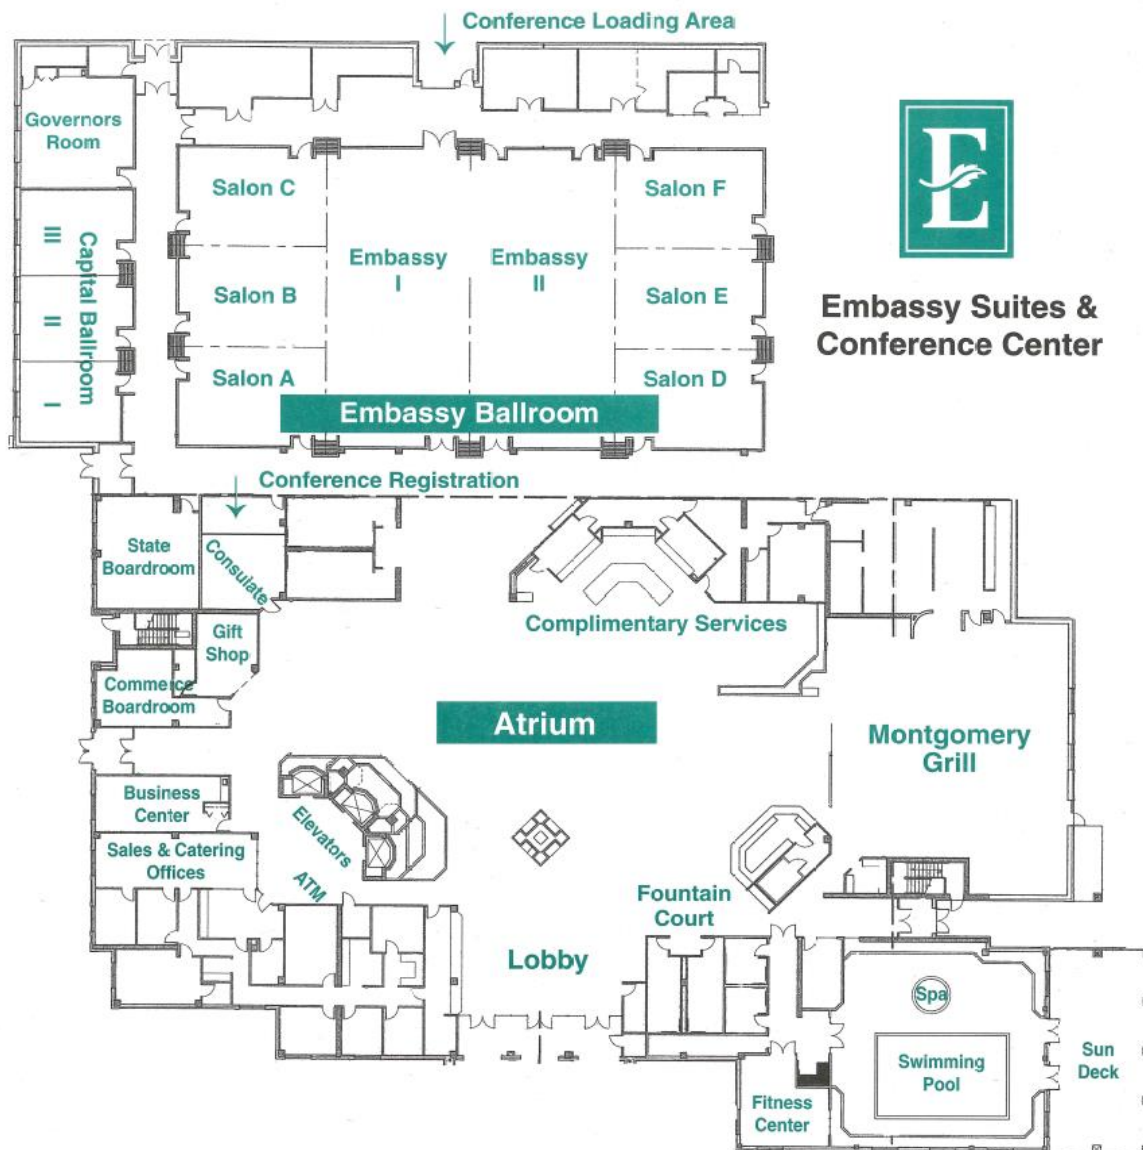 Conference Loading Area
Governors
Room
Salon C
Salon F
E
Capital Ballroom
III
II
I
Embassy
I
Embassy
II
Salon B
Salon E
Embassy Suites &
Conference Center
Salon A
Salon D
Embassy Ballroom
Conference Registration
State
Boardroom
Consulate
Complimentary Services
Gift
Shop
Commerce
Boardroom
Atrium
Montgomery
Grill
Business
Center
Elevators
Sales & Catering
Offices
ATM
Fountain
Court
Lobby
Spa
Swimming
Pool
Sun
Deck
Fitness
Center